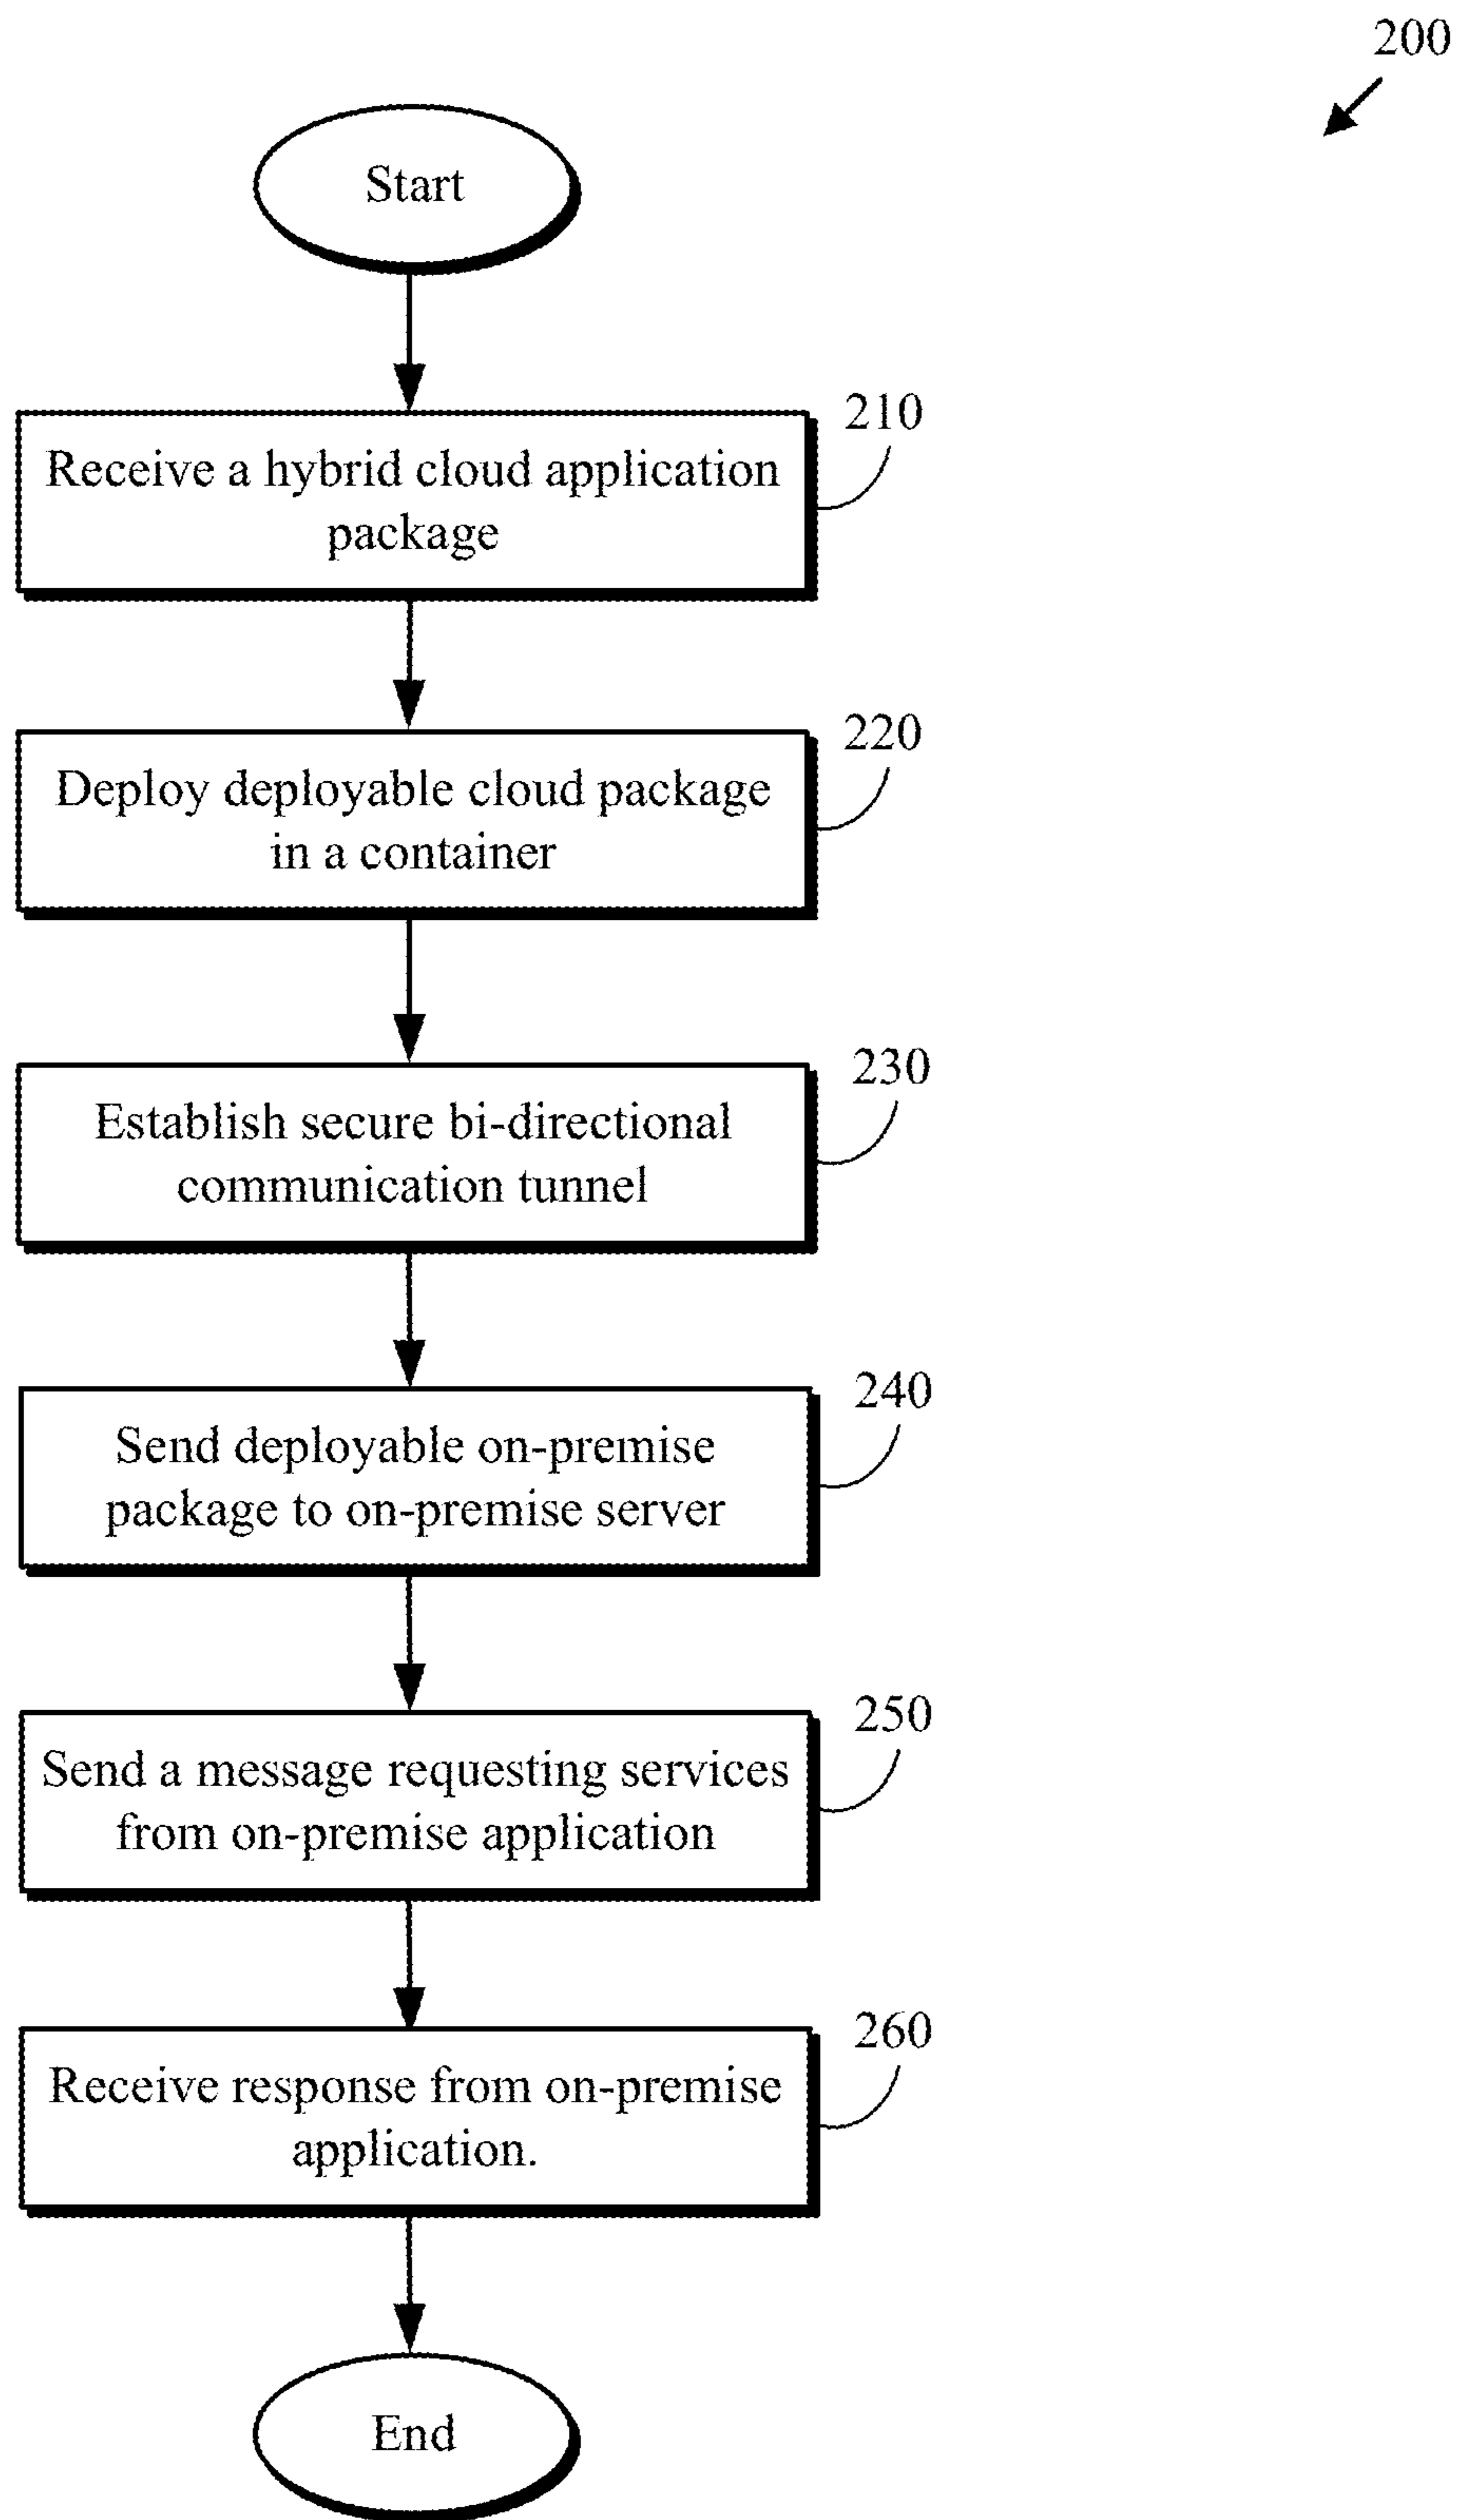 200
Start
210
Receive a hybrid cloud application
package
220
Deploy deployable cloud package
in a container
230
Establish secure bi-directional
communication tunnel
240
Send deployable on-premise
package to on-premise server
250
Send a message requesting services
from on-premise application
260
Receive response from on-premise
application.
End